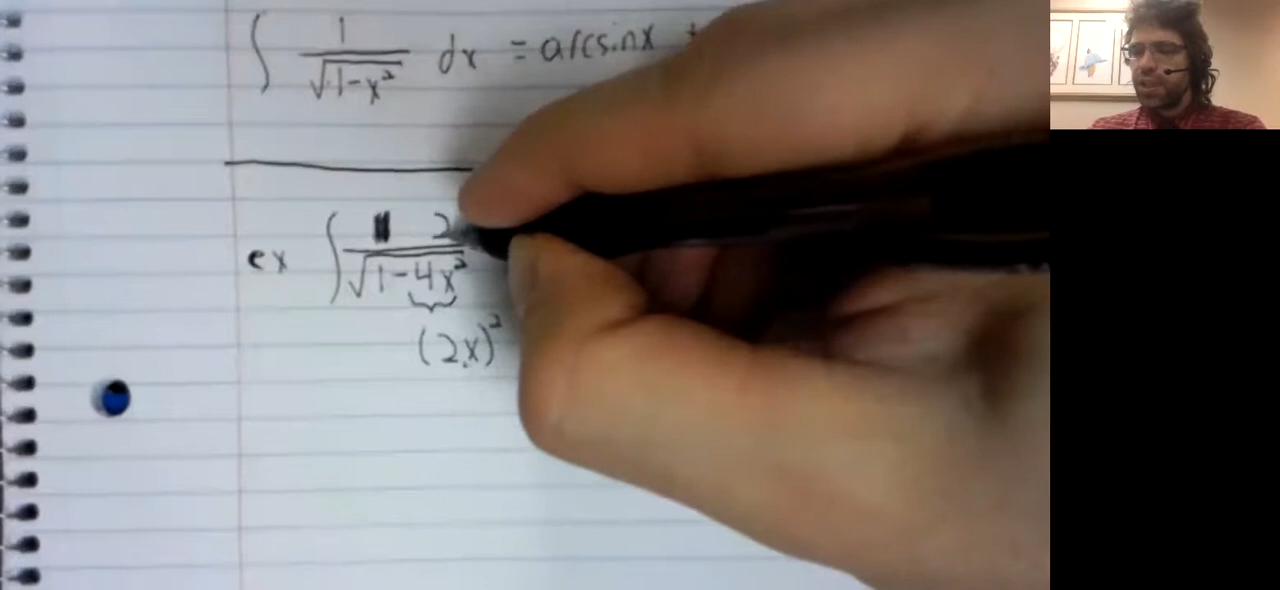 ∫ 1/√(1-x²) dx = arcsinx
ex ∫ 2/√(1-4x²)
(2x)²